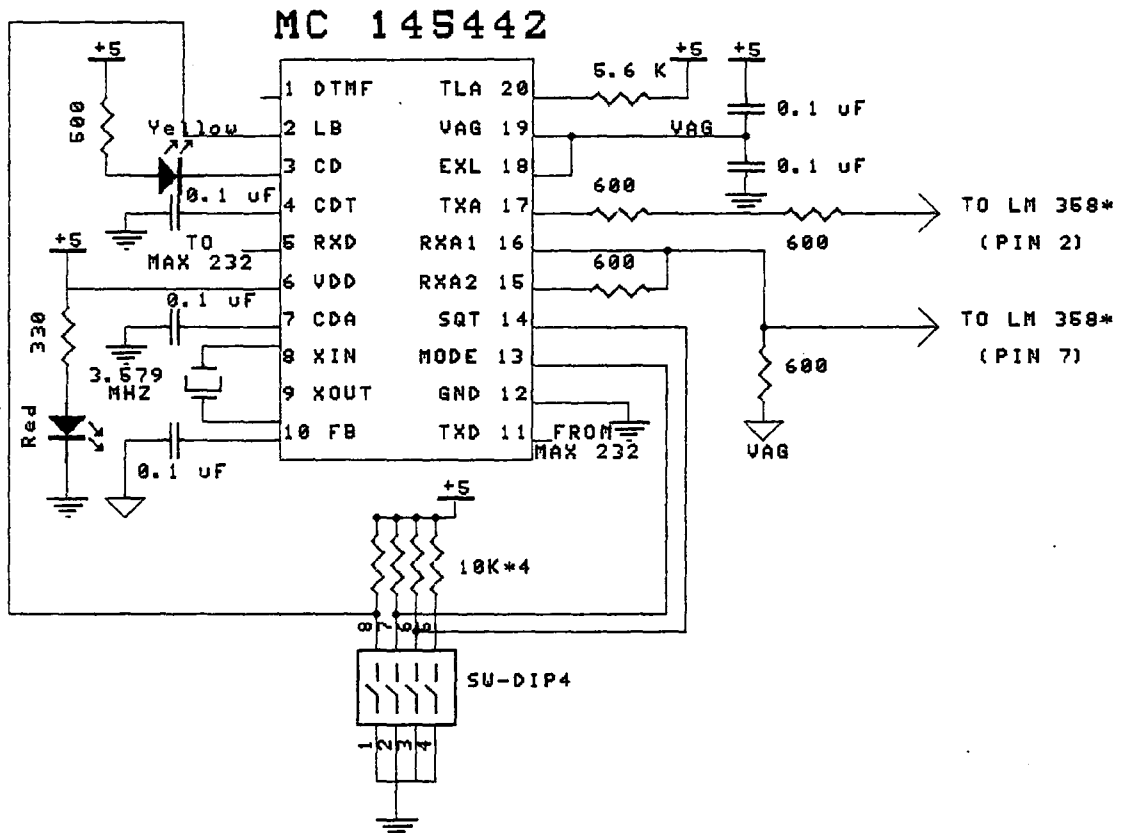 MC 145442
+5
+5
+5
5.6 K
600
Yellow
1 DTMF
TLA 20
0.1 uF
2 LB
VAG 19
VAG
3 CD
EXL 18
0.1 uF
0.1 uF
600
4 CDT
TXA 17
TO LM 358*
(PIN 2)
TO
MAX 232
5 RXD
RXA1 16
600
600
+5
6 VDD
RXA2 15
0.1 uF
330
7 CDA
SQT 14
TO LM 358*
(PIN 7)
8 XIN
MODE 13
600
3.579
MHZ
9 XOUT
GND 12
Red
10 FB
TXD 11
FROM
MAX 232
VAG
0.1 uF
+5
10K*4
8 7 6 5
SW-DIP4
1 2 3 4